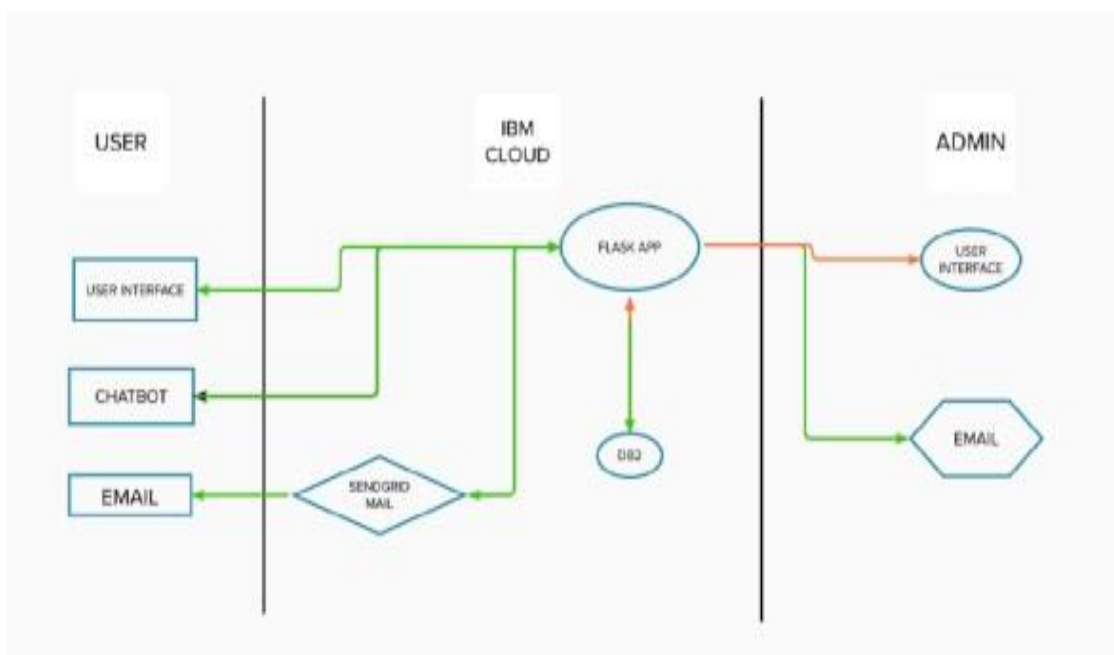 USER
IBM
CLOUD
ADMIN
FLASK APP
USER
INTERFACE
USER INTERFACE
CHATBOT
EMAIL
DB2
EMAIL
SENDGRID
MAIL